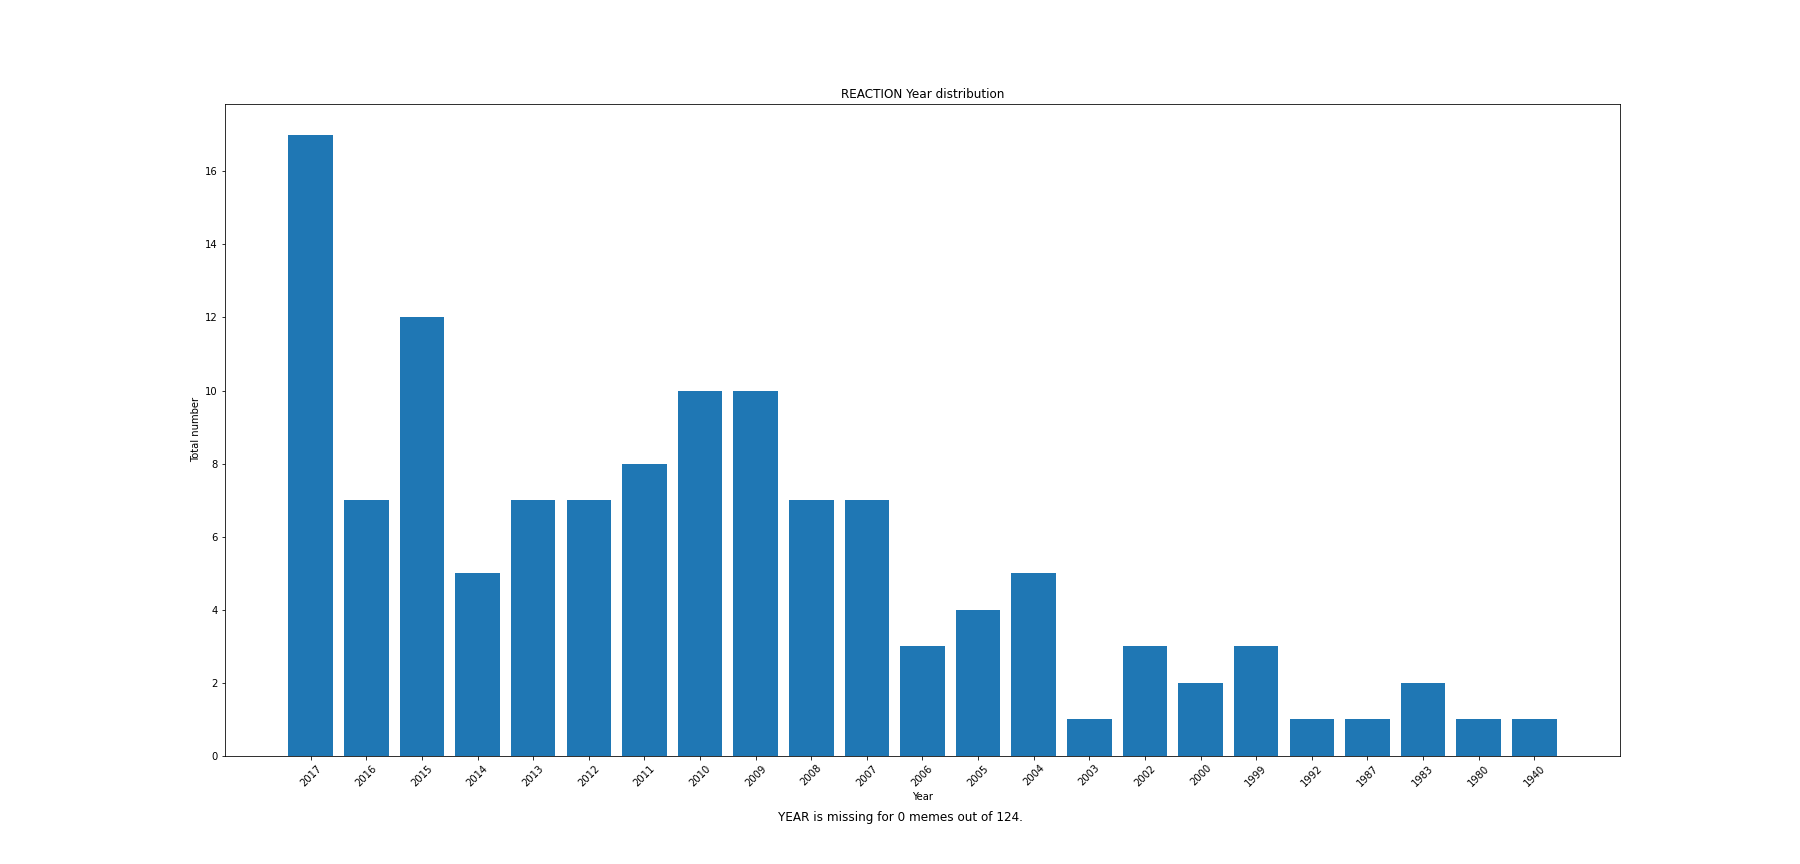 REACTION Year distribution
Total number
16
14
12
10
8
6
4
2
0
2017 2016 2015 2014 2013 2012 2011 2010 2009 2008 2007 2006 2005 2004 2003 2002 2000 1999 1992 1987 1983 1980 1940
Year
YEAR is missing for 0 memes out of 124.